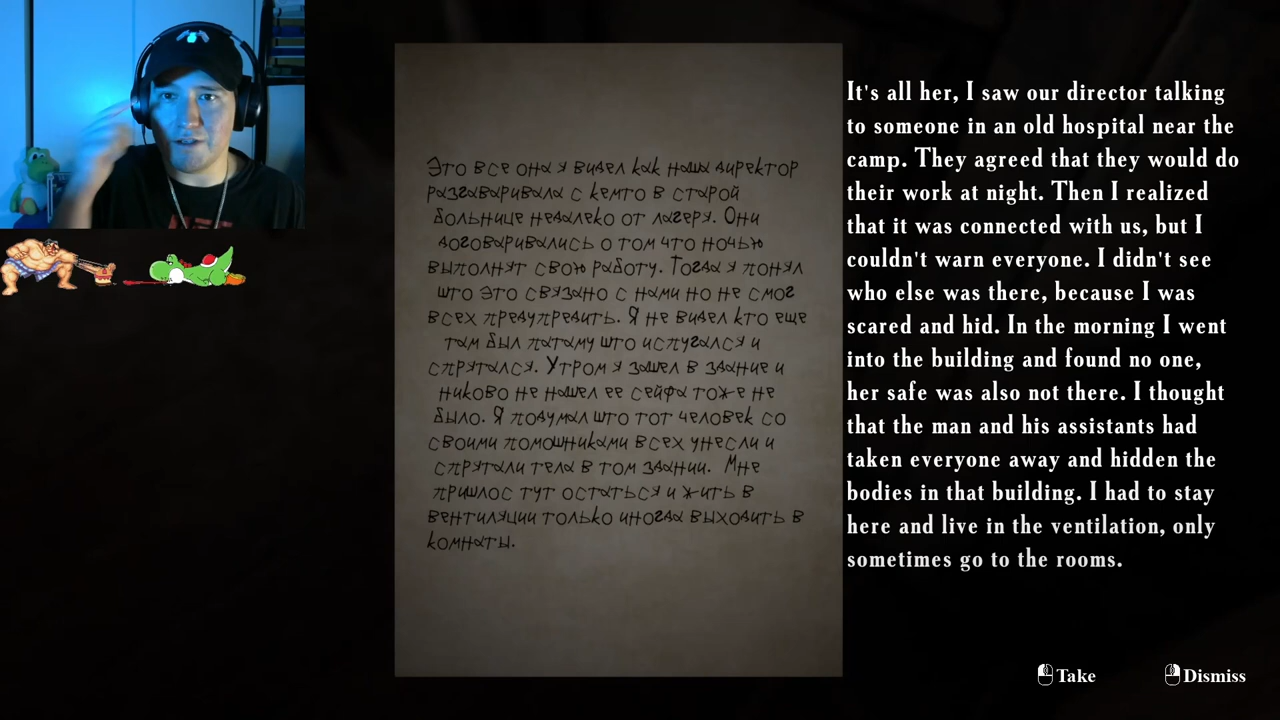 Это все она я видел как наша директор
разгаваривала с кемто в старой
больнице недалеко от лагеря. Они
договаривались о том что ночью
выполнят свою работу. Тогда я понял
што это связано с нами но не смог
всех предупредить. Я не видел кто еще
там был патаму што испугался и
спрятался. Утром я зашел в здание и
никово не нашел ее сейфа тоже не
было. Я подумал што тот человек со
своими помошниками всех унесли и
спрятали тела в том здании. Мне
пришлос тут остаться и жить в
вентиляции только иногда выходить в
комнаты.
It's all her, I saw our director talking
to someone in an old hospital near the
camp. They agreed that they would do
their work at night. Then I realized
that it was connected with us, but I
couldn't warn everyone. I didn't see
who else was there, because I was
scared and hid. In the morning I went
into the building and found no one,
her safe was also not there. I thought
that the man and his assistants had
taken everyone away and hidden the
bodies in that building. I had to stay
here and live in the ventilation, only
sometimes go to the rooms.
Take
Dismiss